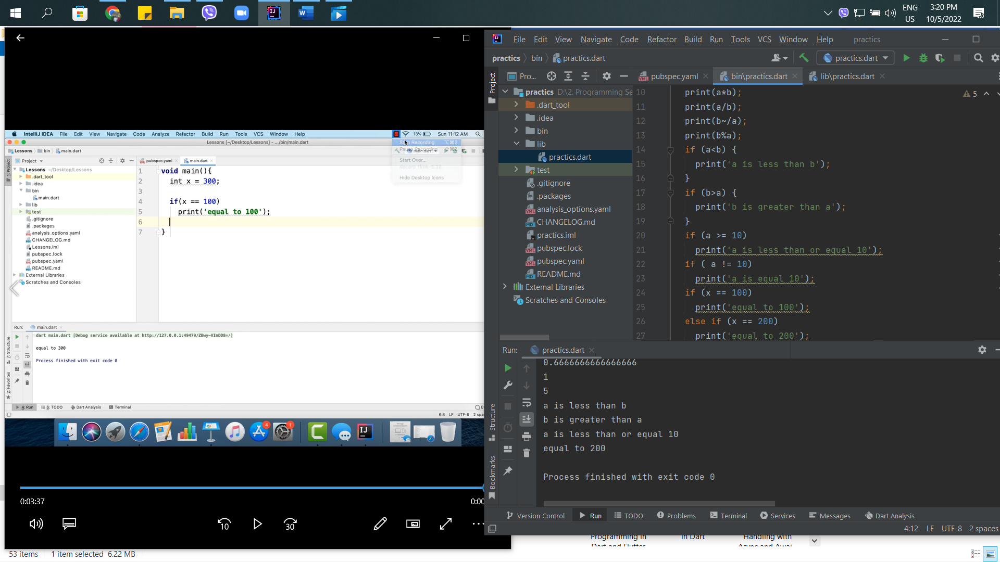 ENG
US
3:20 PM
10/5/2022
IntelliJ IDEA File Edit View Navigate Code Analyze Refactor Build Run Tools VCS Window Help 13% Sun 11:12 AM
Lessons [~/Desktop/Lessons] - .../bin/main.dart
Stop Recording ⌥⌘2
Pause Recording ⌘2
Start Over...
Hide Desktop Icons
Lessons bin main.dart
Project
pubspec.yaml main.dart
1: Project
Lessons ~/Desktop/Lessons
.dart_tool
.idea
bin
main.dart
lib
test
.gitignore
.packages
analysis_options.yaml
CHANGELOG.md
Lessons.iml
pubspec.lock
pubspec.yaml
README.md
External Libraries
Scratches and Consoles
1 void main(){
2 int x = 300;
3
4 if(x == 100)
5 print('equal to 100');
6
7 }
Run: main.dart
dart main.dart [Debug service available at http://127.0.0.1:49479/ZBwy-VInDD8=/]
equal to 300
Process finished with exit code 0
Z: Structure
2: Favorites
4: Run 6: TODO Dart Analysis Terminal
6:3 LF UTF-8 2 spa
4
1
0:03:37
0:00
10
30
53 items 1 item selected 6.22 MB
File Edit View Navigate Code Refactor Build Run Tools VCS Window Help practics
practics bin practics.dart
practics.dart
Project
Pro...
pubspec.yaml bin\practics.dart lib\practics.dart
practics D:\2. Programming Se
.dart_tool
.idea
bin
lib
practics.dart
test
.gitignore
.packages
analysis_options.yaml
CHANGELOG.md
practics.iml
pubspec.lock
pubspec.yaml
README.md
External Libraries
Scratches and Consoles
5
10 print(a*b);
11 print(a/b);
12 print(b~/a);
13 print(b%a);
14 if (a<b) {
15 print('a is less than b');
16 }
17 if (b>a) {
18 print('b is greater than a');
19 }
20 if (a >= 10)
21 print('a is less than or equal 10');
22 if ( a != 10)
23 print('a is equal 10');
24 if (x == 100)
25 print('equal to 100');
26 else if (x == 200)
27 print('equal to 200');
Run: practics.dart
0.6666666666666666
1
5
a is less than b
b is greater than a
a is less than or equal 10
equal to 200
Process finished with exit code 0
Structure
Bookmarks
Version Control Run TODO Problems Terminal Services Messages Dart Analysis
4:12 LF UTF-8 2 spaces
Programming in
Dart and Flutter
in Dart
Handling with
Async and Awai